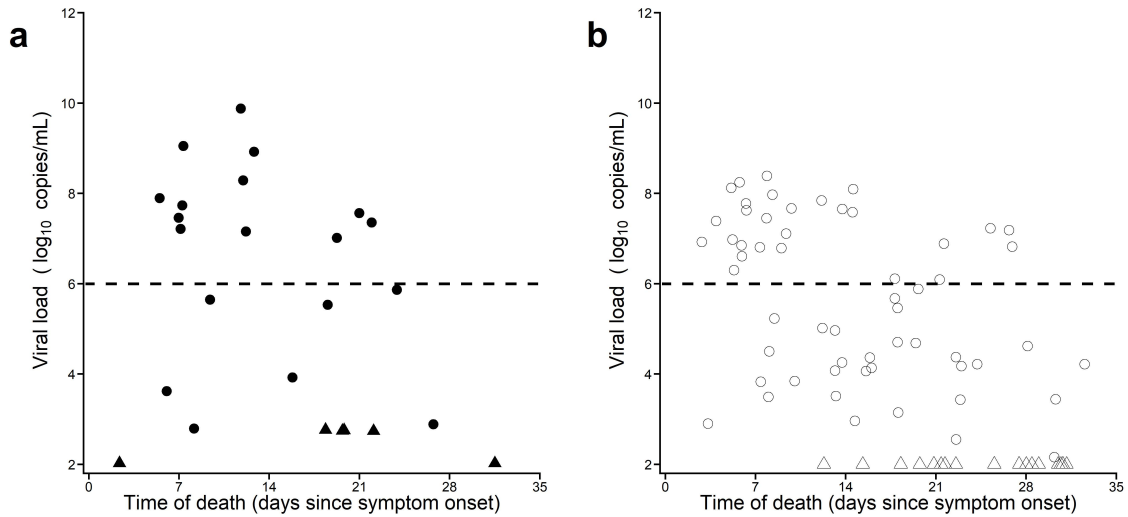 a
12
10
8
6
4
2
Viral load ( log10 copies/mL)
0 7 14 21 28 35
Time of death (days since symptom onset)
b
12
10
8
6
4
2
Viral load ( log10 copies/mL)
0 7 14 21 28 35
Time of death (days since symptom onset)